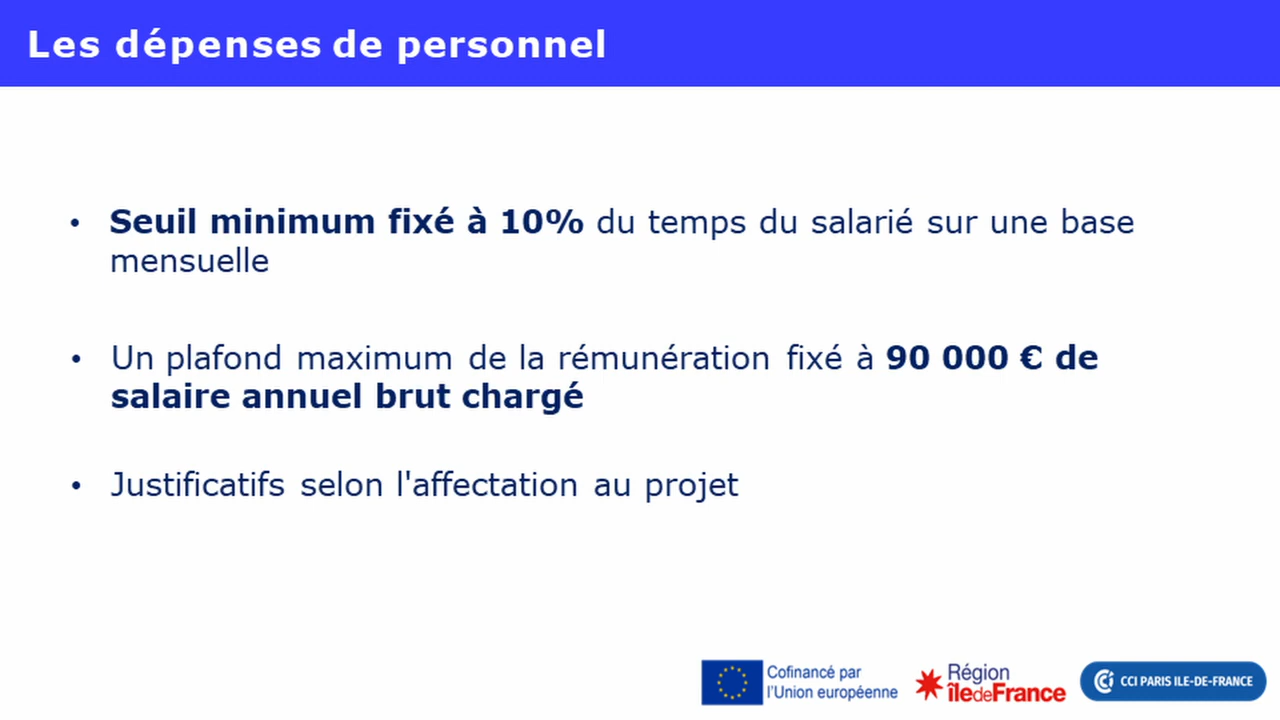 Les dépenses de personnel
• Seuil minimum fixé à 10% du temps du salarié sur une base
mensuelle
• Un plafond maximum de la rémunération fixé à 90 000 € de
salaire annuel brut chargé
• Justificatifs selon l'affectation au projet
Cofinancé par
l'Union européenne
Région
îledeFrance
CCI PARIS ILE-DE-FRANCE